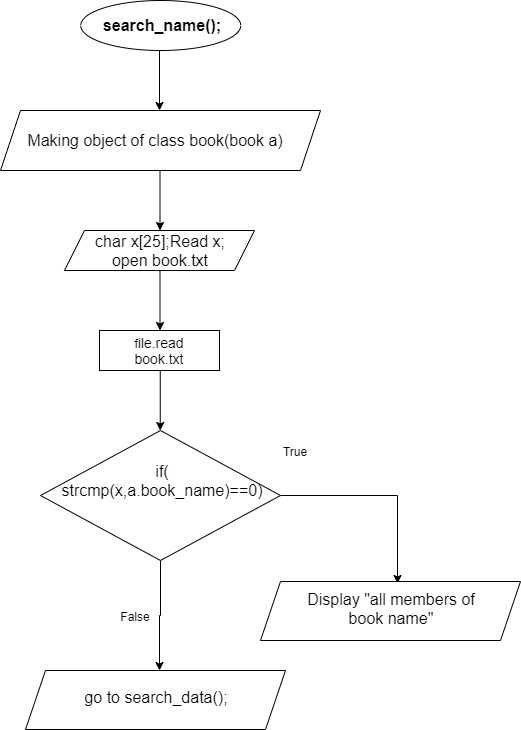 search_name();
Making object of class book(book a)
char x[25];Read x;
open book.txt
file.read
book.txt
if(
strcmp(x,a.book_name)==0)
True
Display "all members of
book name"
False
go to search_data();